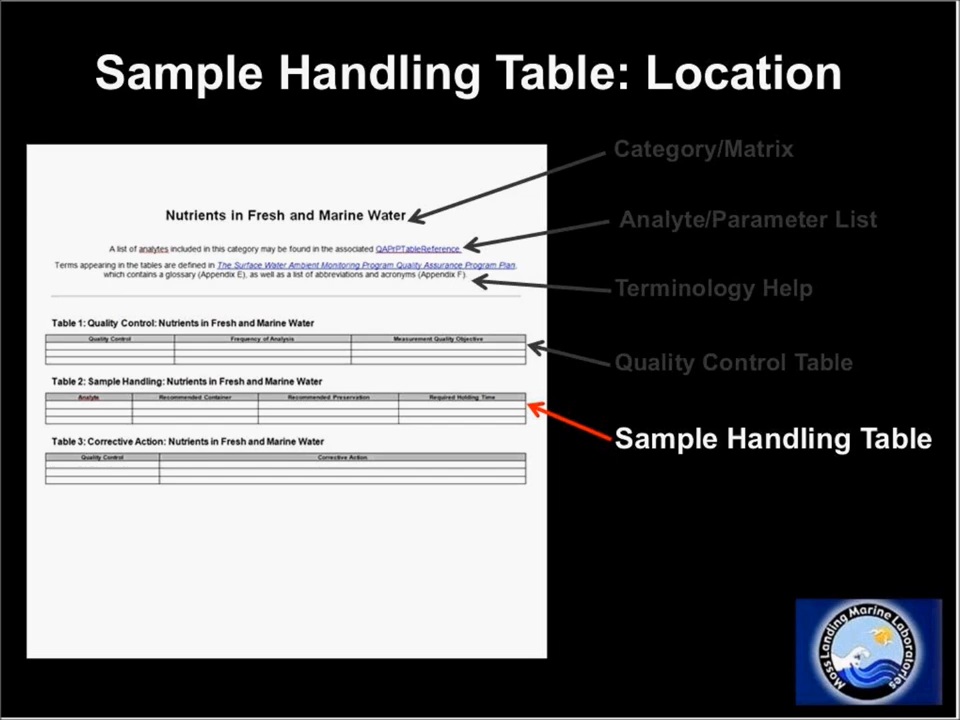 Sample Handling Table: Location
Category/Matrix
Nutrients in Fresh and Marine Water
Analyte/Parameter List
A list of analytes included in this category may be found in the associated QAPrPTableReference.
Terms appearing in the tables are defined in The Surface Water Ambient Monitoring Program Quality Assurance Program Plan,
which contains a glossary (Appendix E), as well as a list of abbreviations and acronyms (Appendix F).
Terminology Help
Table 1: Quality Control: Nutrients in Fresh and Marine Water
Quality Control Frequency of Analysis Measurement Quality Objective
Quality Control Table
Table 2: Sample Handling: Nutrients in Fresh and Marine Water
Analyte Recommended Container Recommended Preservation Required Holding Time
Sample Handling Table
Table 3: Corrective Action: Nutrients in Fresh and Marine Water
Quality Control Corrective Action
Moss Landing Marine Laboratories